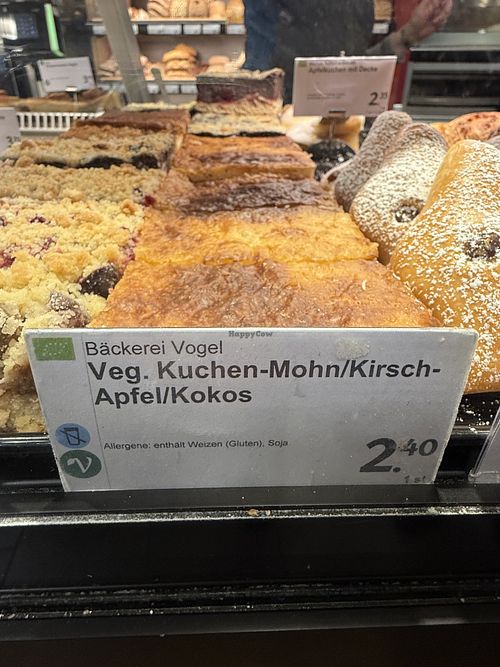 Apfelkuchen mit Decke
2.35
HappyCow
Bäckerei Vogel
Veg. Kuchen-Mohn/Kirsch-
Apfel/Kokos
Allergene: enthält Weizen (Gluten), Soja
2.40
1 st